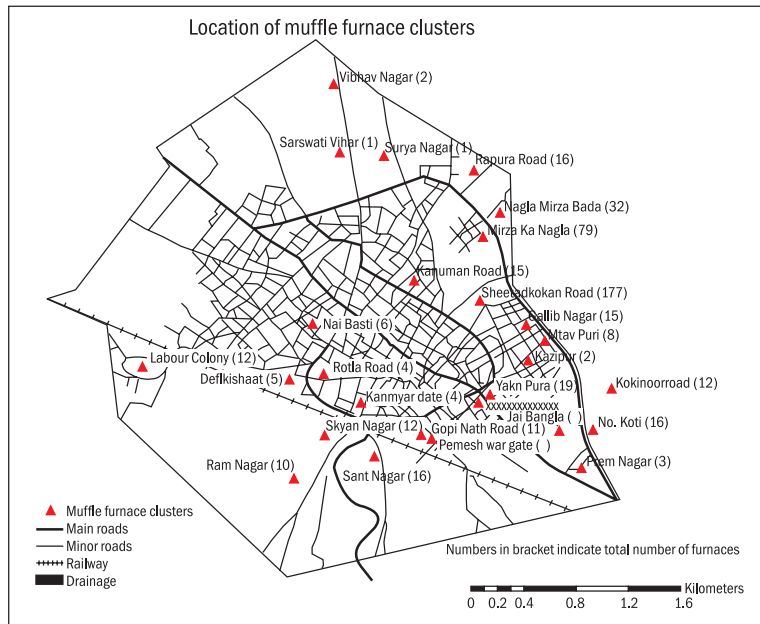 Location of muffle furnace clusters
Vibhav Nagar (2)
Sarswati Vihar (1)
Surya Nagar (1)
Rapura Road (16)
Nagla Mirza Bada (32)
Mirza Ka Nagla (79)
Kanuman Road (15)
Sheetadkokan Road (177)
Gallib Nagar (15)
Nai Basti (6)
Mtav Puri (8)
Labour Colony (12)
Kazipur (2)
Rotla Road (4)
Deflkishaat (5)
Yakn Pura (19)
Kokinoorroad (12)
Kanmyar date (4)
XXXXXXXXXXXXXX
Jai Bangla ( )
Skyan Nagar (12)
Gopi Nath Road (11)
No. Koti (16)
Pemesh war gate ( )
Ram Nagar (10)
Sant Nagar (16)
Prem Nagar (3)
Muffle furnace clusters
Main roads
Minor roads
Railway
Drainage
Numbers in bracket indicate total number of furnaces
Kilometers
0 0.2 0.4 0.8 1.2 1.6